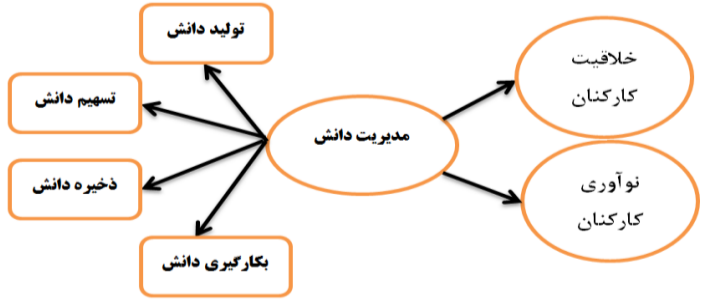 تولید دانش
تسهیم دانش
ذخیره دانش
بکارگیری دانش
مدیریت دانش
خلاقیت
کارکنان
نوآوری
کارکنان